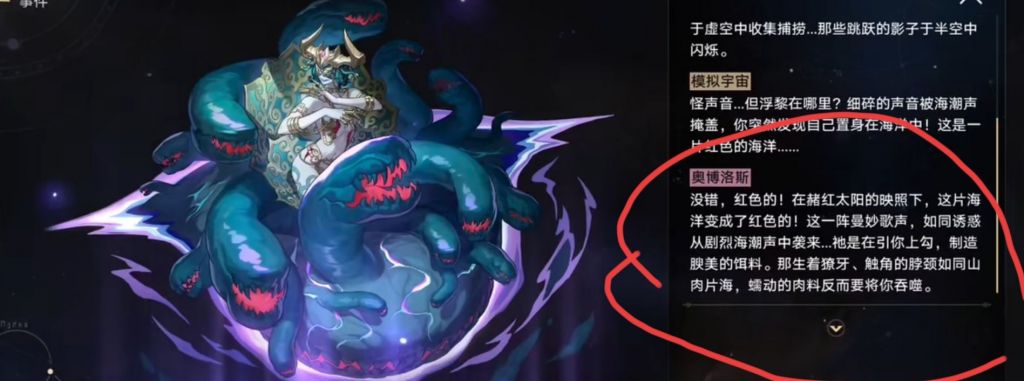 事件
于虚空中收集捕捞...那些跳跃的影子于半空中
闪烁。
模拟宇宙
怪声音...但浮黎在哪里？细碎的声音被海潮声
掩盖，你突然发现自己置身在海洋中！这是一
片红色的海洋......
奥博洛斯
没错，红色的！在赭红太阳的映照下，这片海
洋变成了红色的！这一阵曼妙歌声，如同诱惑
从剧烈海潮声中袭来...祂是在引你上勾，制造
腴美的饵料。那生着獠牙、触角的脖颈如同山
肉片海，蠕动的肉料反而要将你吞噬。